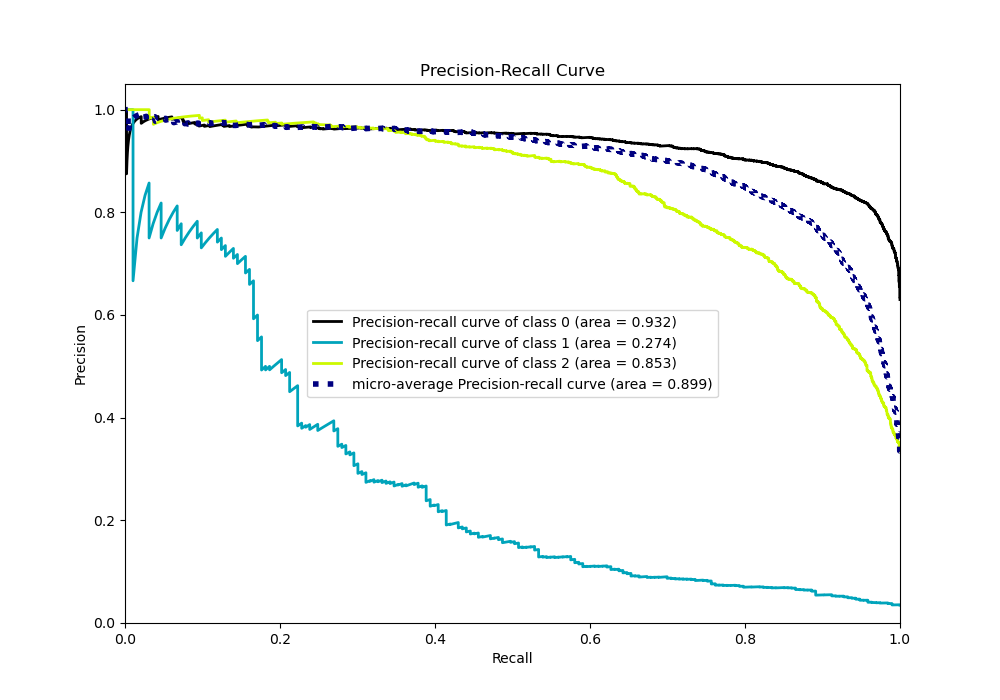 Precision-Recall Curve
1.0
0.8
0.6
0.4
0.2
0.0
Precision
Precision-recall curve of class 0 (area = 0.932)
Precision-recall curve of class 1 (area = 0.274)
Precision-recall curve of class 2 (area = 0.853)
micro-average Precision-recall curve (area = 0.899)
0.0 0.2 0.4 0.6 0.8 1.0
Recall